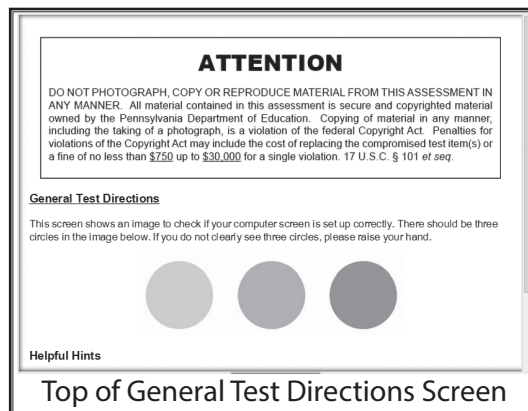 ATTENTION
DO NOT PHOTOGRAPH, COPY OR REPRODUCE MATERIAL FROM THIS ASSESSMENT IN
ANY MANNER. All material contained in this assessment is secure and copyrighted material
owned by the Pennsylvania Department of Education. Copying of material in any manner,
including the taking of a photograph, is a violation of the federal Copyright Act. Penalties for
violations of the Copyright Act may include the cost of replacing the compromised test item(s) or
a fine of no less than $750 up to $30,000 for a single violation. 17 U.S.C. § 101 et seq.
General Test Directions
This screen shows an image to check if your computer screen is set up correctly. There should be three
circles in the image below. If you do not clearly see three circles, please raise your hand.
Helpful Hints
Top of General Test Directions Screen